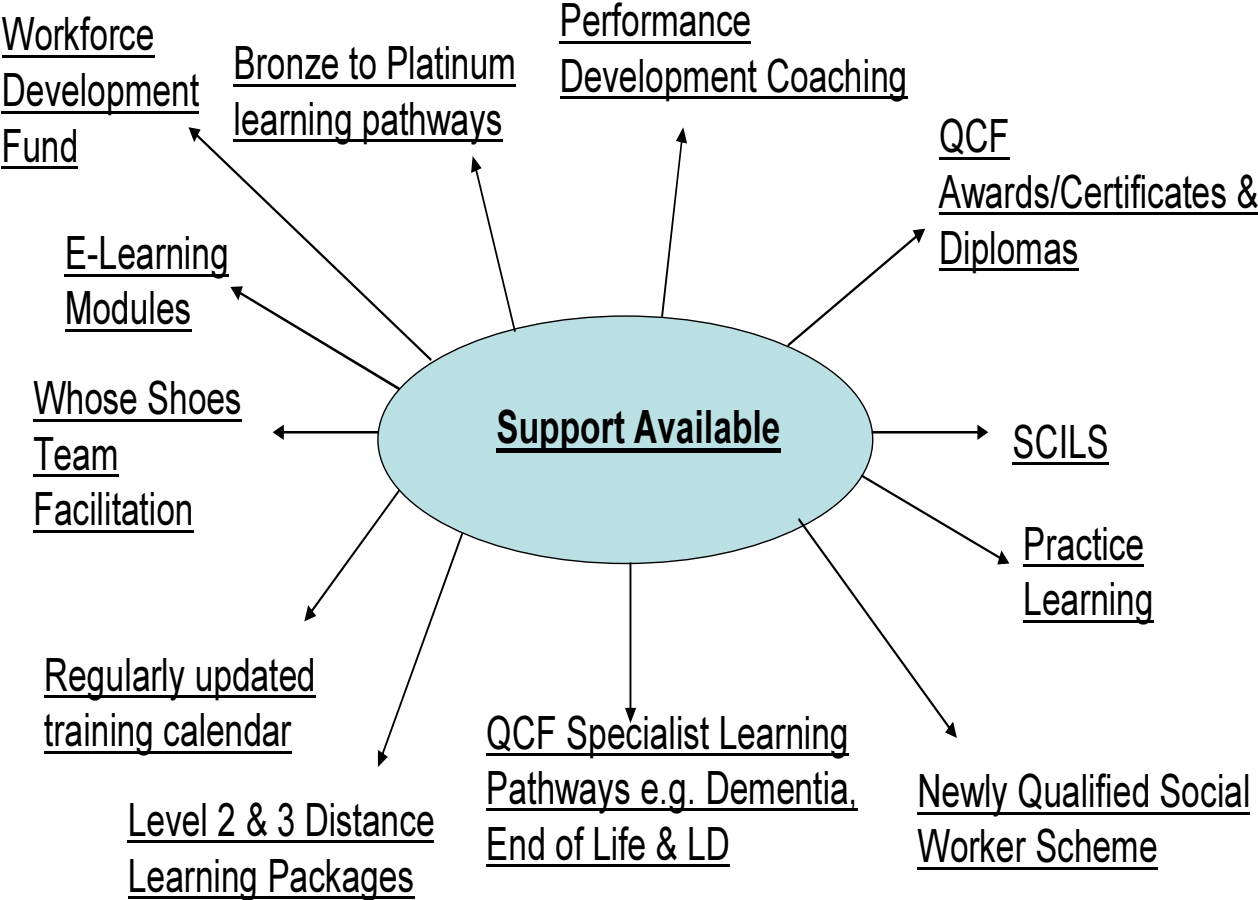 Workforce
Development
Fund
Bronze to Platinum
learning pathways
Performance
Development Coaching
QCF
Awards/Certificates &
Diplomas
E-Learning
Modules
Whose Shoes
Team
Facilitation
Support Available
SCILS
Practice
Learning
Regularly updated
training calendar
Level 2 & 3 Distance
Learning Packages
QCF Specialist Learning
Pathways e.g. Dementia,
End of Life & LD
Newly Qualified Social
Worker Scheme